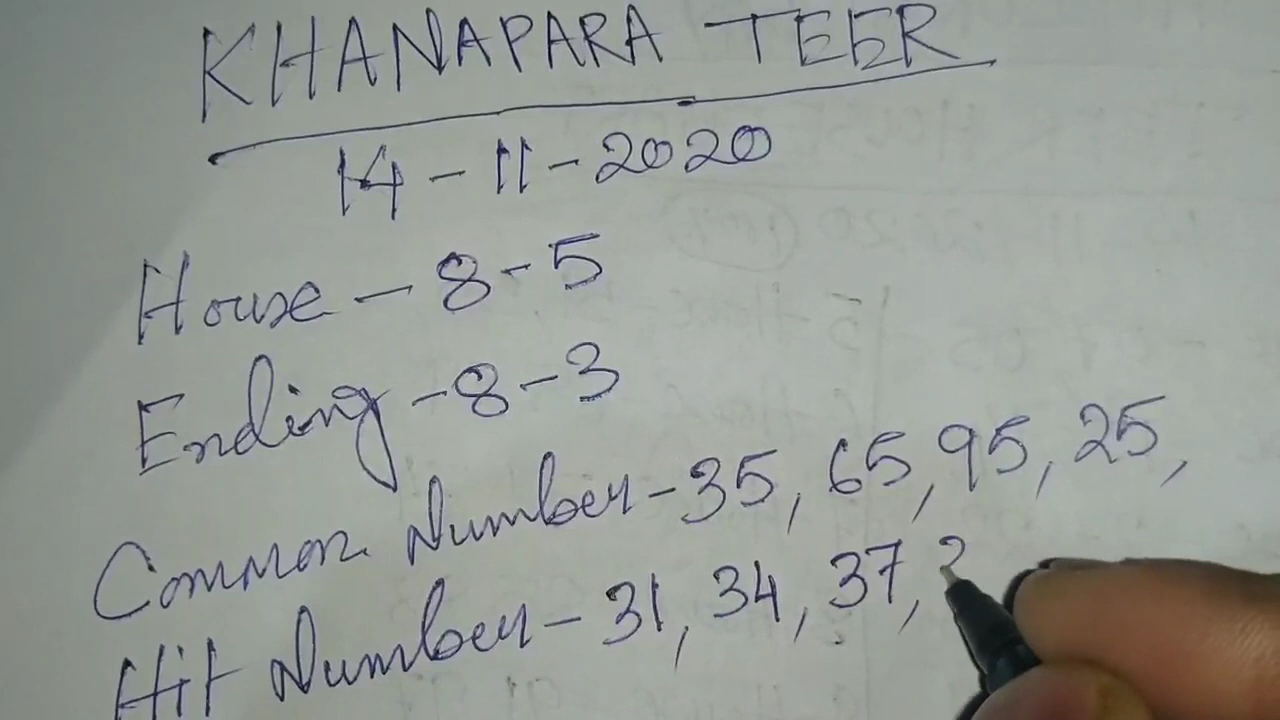 KHANAPARA TEER
14-11-2020
House - 8-5
Ending - 8-3
Common Number - 35, 65, 95, 25,
Hit Number - 31, 34, 37,